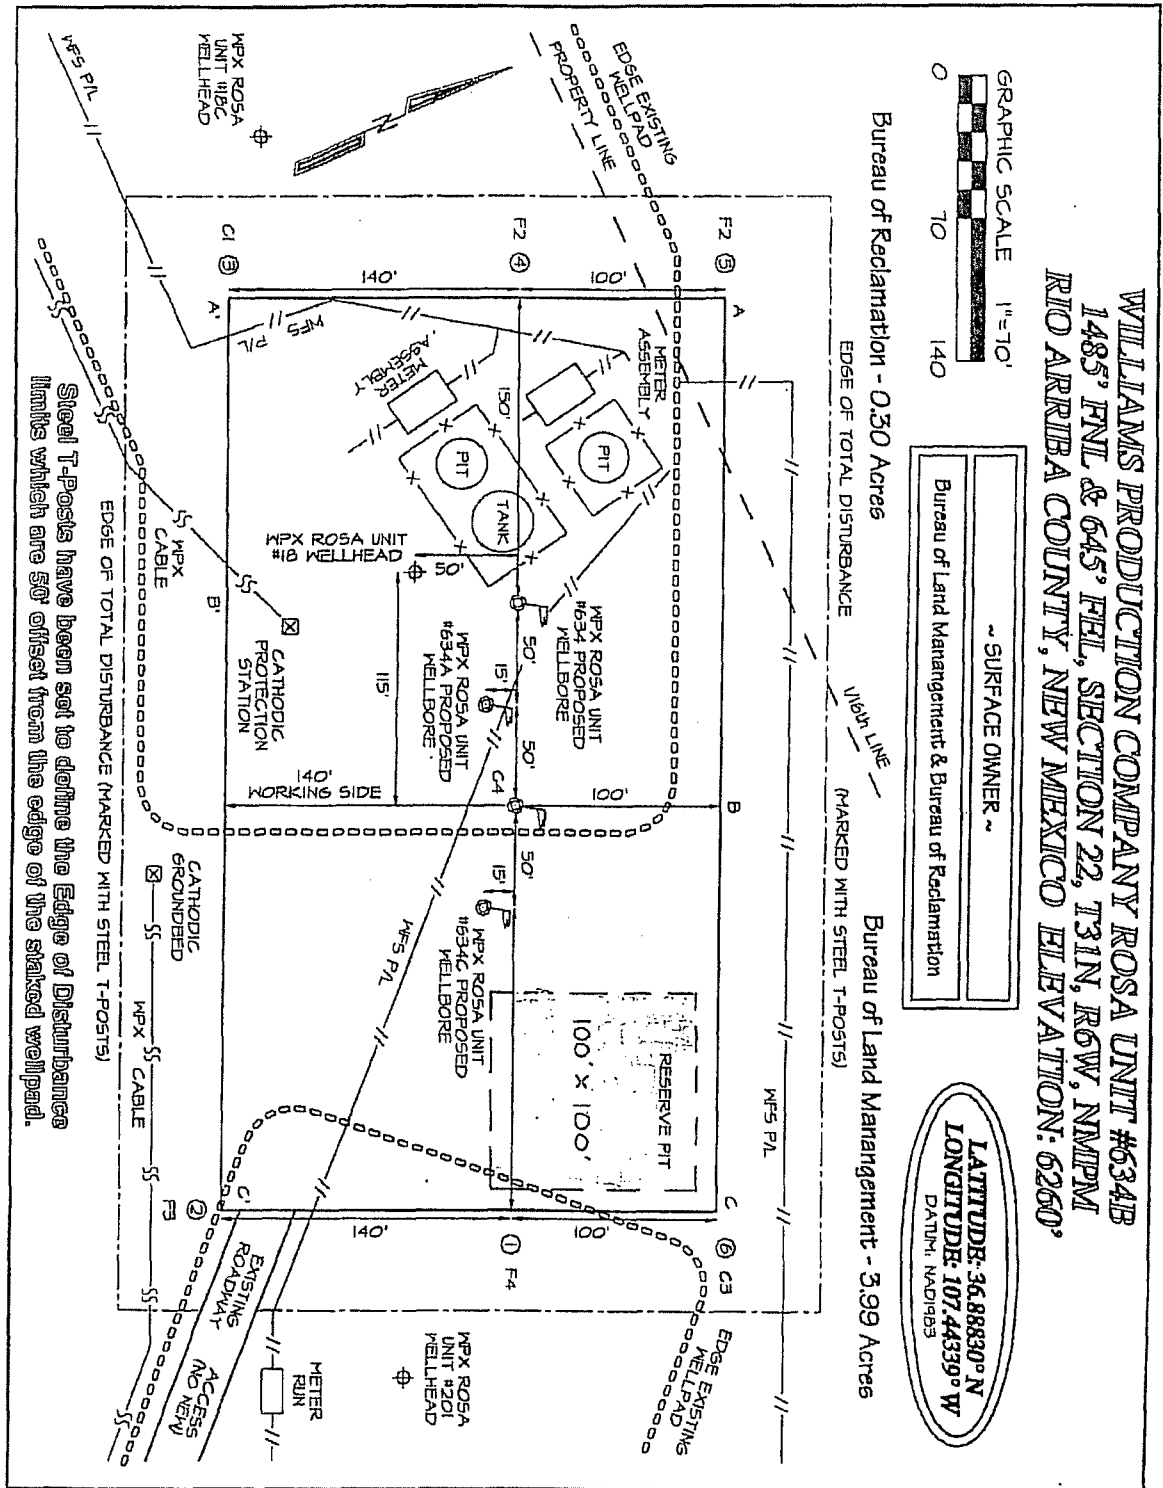 WILLIAMS PRODUCTION COMPANY ROSA UNIT #634B
1485' FNL & 645' FEL, SECTION 22, T31N, R6W, NMPM
RIO ARRIBA COUNTY, NEW MEXICO ELEVATION: 6260'
GRAPHIC SCALE 1"=70'
0 70 140
~ SURFACE OWNER ~
Bureau of Land Manangement & Bureau of Reclamation
LATITUDE: 36.88830° N
LONGITUDE: 107.44339° W
DATUM: NAD1983
Bureau of Reclamation - 0.30 Acres
Bureau of Land Manangement - 3.99 Acres
EDGE EXISTING
WELLPAD
PROPERTY LINE
EDGE OF TOTAL DISTURBANCE
1/16th LINE
(MARKED WITH STEEL T-POSTS)
WFS P/L
F2 ⑤
A
B
C
⑥ C3
EDGE EXISTING
WELLPAD
100'
100'
100'
METER
ASSEMBLY
METER
ASSEMBLY
PIT
PIT
TANK
RESERVE PIT
100' X 100'
F2 ④
150'
WPX ROSA UNIT
#634 PROPOSED
WELLBORE
50'
50'
C4
50'
① F4
WPX ROSA UNIT
#18 WELLHEAD
50'
15'
WPX ROSA UNIT
#634A PROPOSED
WELLBORE
15'
WPX ROSA UNIT
#634C PROPOSED
WELLBORE
115'
140'
140'
WORKING SIDE
140'
WFS P/L
WFS
P/L
N
WPX ROSA
UNIT #18C
WELLHEAD
WPX ROSA
UNIT #201
WELLHEAD
METER
RUN
C1 ③
A'
B'
C'
F3 ②
CATHODIC
PROTECTION
STATION
EXISTING
ROADWAY
ACCESS
(NO NEW)
WFS P/L
WPX
CABLE
CATHODIC
GROUNDBED
WPX CABLE
EDGE OF TOTAL DISTURBANCE (MARKED WITH STEEL T-POSTS)
Steel T-Posts have been set to define the Edge of Disturbance
limits which are 50' offset from the edge of the staked wellpad.